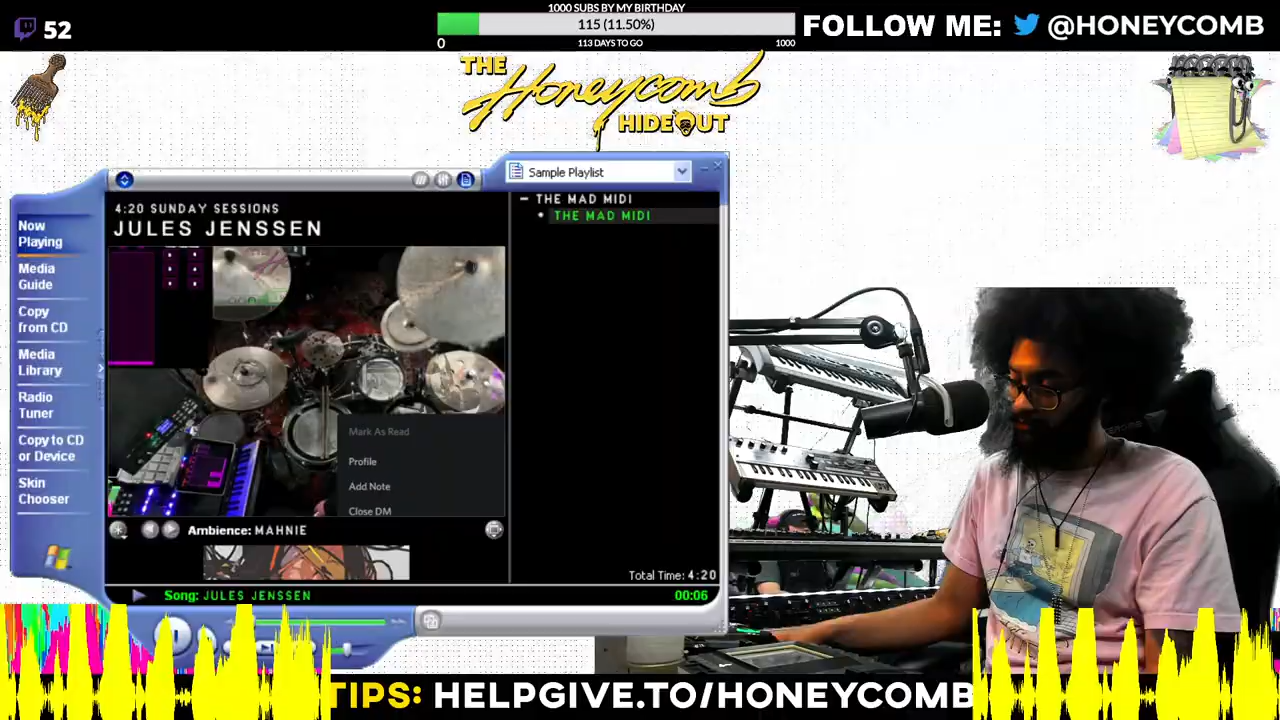 52
1000 SUBS BY MY BIRTHDAY
115 (11.50%)
0
113 DAYS TO GO
1000
FOLLOW ME: @HONEYCOMB
THE
Honeycomb
HIDEOUT
Sample Playlist
THE MAD MIDI
THE MAD MIDI
4:20 SUNDAY SESSIONS
JULES JENSSEN
Now
Playing
Media
Guide
Copy
from CD
Media
Library
Radio
Tuner
Copy to CD
or Device
Skin
Chooser
Mark As Read
Profile
Add Note
Close DM
Ambience: MAHNIE
Total Time: 4:20
Song: JULES JENSSEN
00:06
TIPS: HELPGIVE.TO/HONEYCOMB